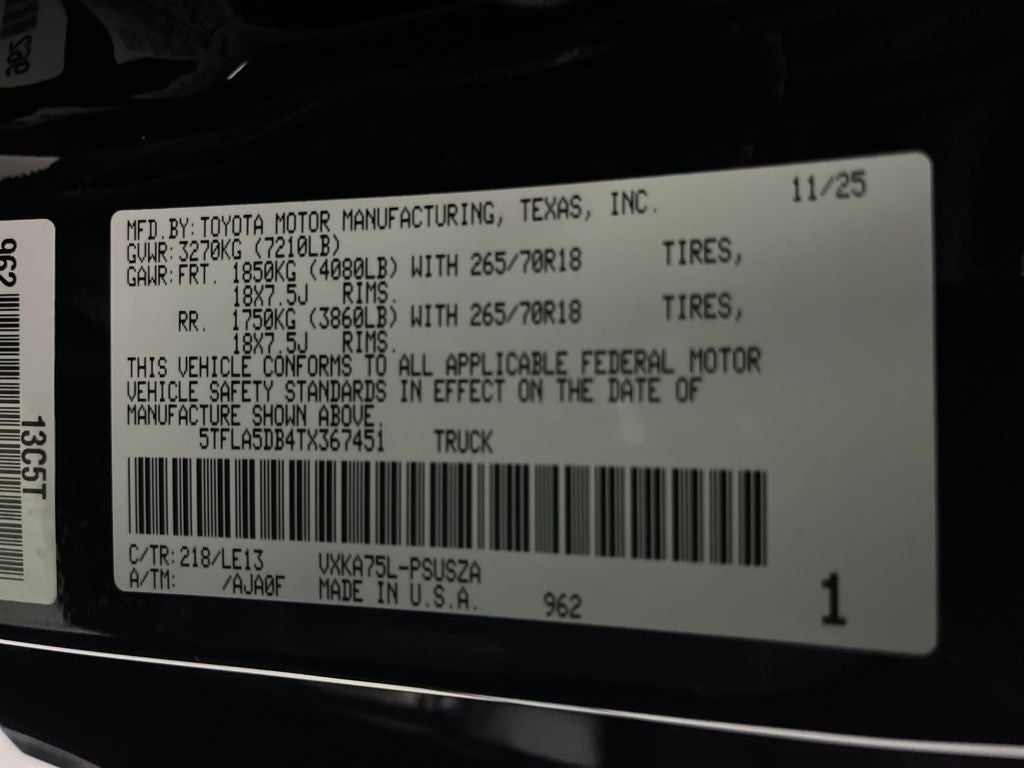 962
13C5T
962
MFD.BY: TOYOTA MOTOR MANUFACTURING, TEXAS, INC. 11/25
GVWR: 3270KG (7210LB)
GAWR: FRT. 1850KG (4080LB) WITH 265/70R18 TIRES,
18X7.5J RIMS.
RR. 1750KG (3860LB) WITH 265/70R18 TIRES,
18X7.5J RIMS.
THIS VEHICLE CONFORMS TO ALL APPLICABLE FEDERAL MOTOR
VEHICLE SAFETY STANDARDS IN EFFECT ON THE DATE OF
MANUFACTURE SHOWN ABOVE.
5TFLA5DB4TX367451 TRUCK
C/TR: 218/LE13 VXKA75L-PSUSZA
A/TM: /AJA0F MADE IN U.S.A. 962
1